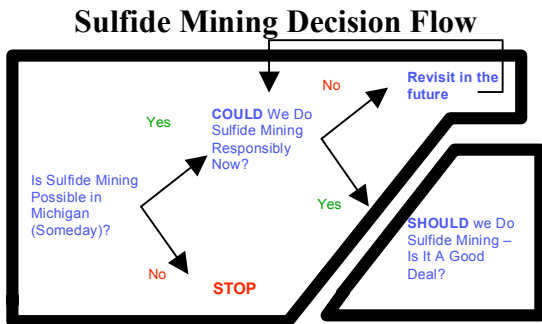 Sulfide Mining Decision Flow
Is Sulfide Mining
Possible in
Michigan
(Someday)?
Yes
No
STOP
COULD We Do
Sulfide Mining
Responsibly
Now?
No
Yes
Revisit in the
future
SHOULD we Do
Sulfide Mining –
Is It A Good
Deal?